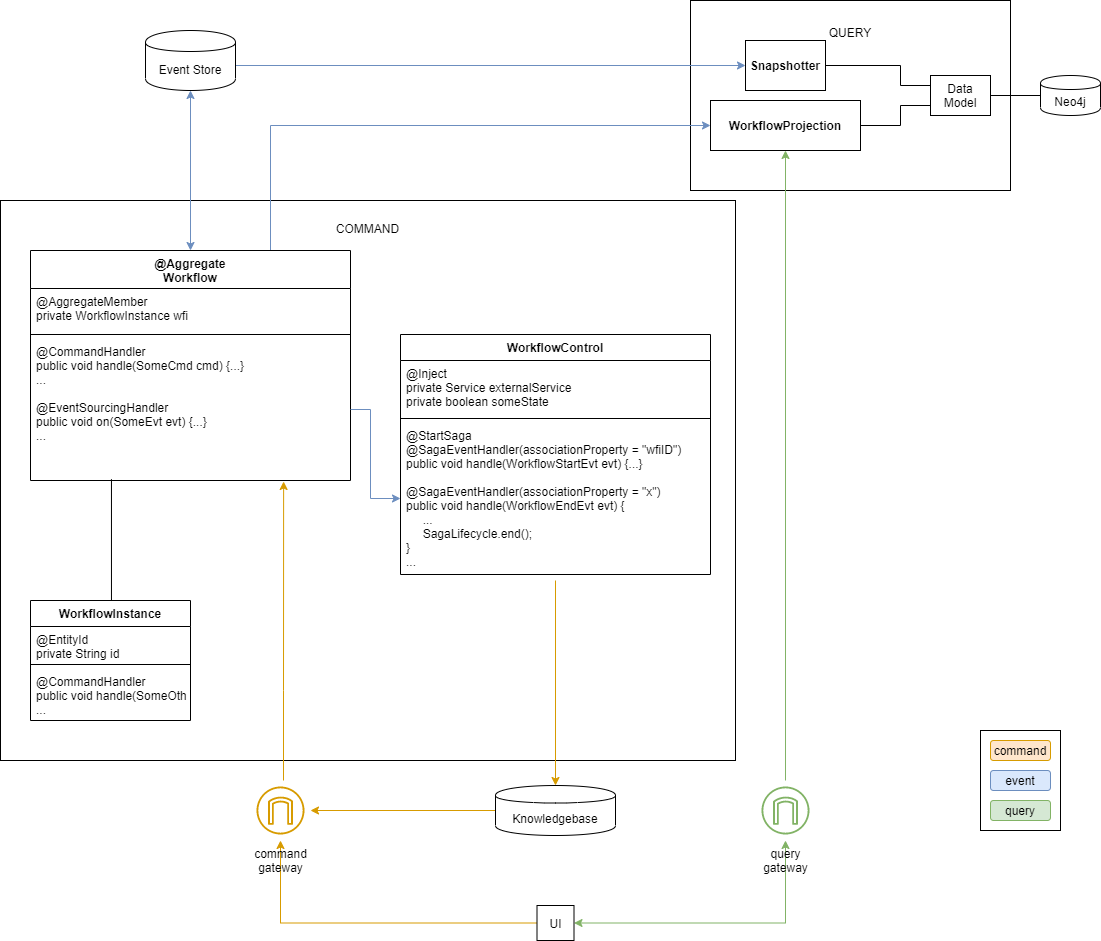 QUERY
Event Store
Snapshotter
Data
Model
Neo4j
WorkflowProjection
COMMAND
@Aggregate
Workflow
@AggregateMember
private WorkflowInstance wfi
@CommandHandler
public void handle(SomeCmd cmd) {...}
...
@EventSourcingHandler
public void on(SomeEvt evt) {...}
...
WorkflowControl
@Inject
private Service externalService
private boolean someState
@StartSaga
@SagaEventHandler(associationProperty = "wfiID")
public void handle(WorkflowStartEvt evt) {...}
@SagaEventHandler(associationProperty = "x")
public void handle(WorkflowEndEvt evt) {
...
SagaLifecycle.end();
}
...
WorkflowInstance
@EntityId
private String id
@CommandHandler
public void handle(SomeOth
...
command
event
query
Knowledgebase
command
gateway
query
gateway
UI